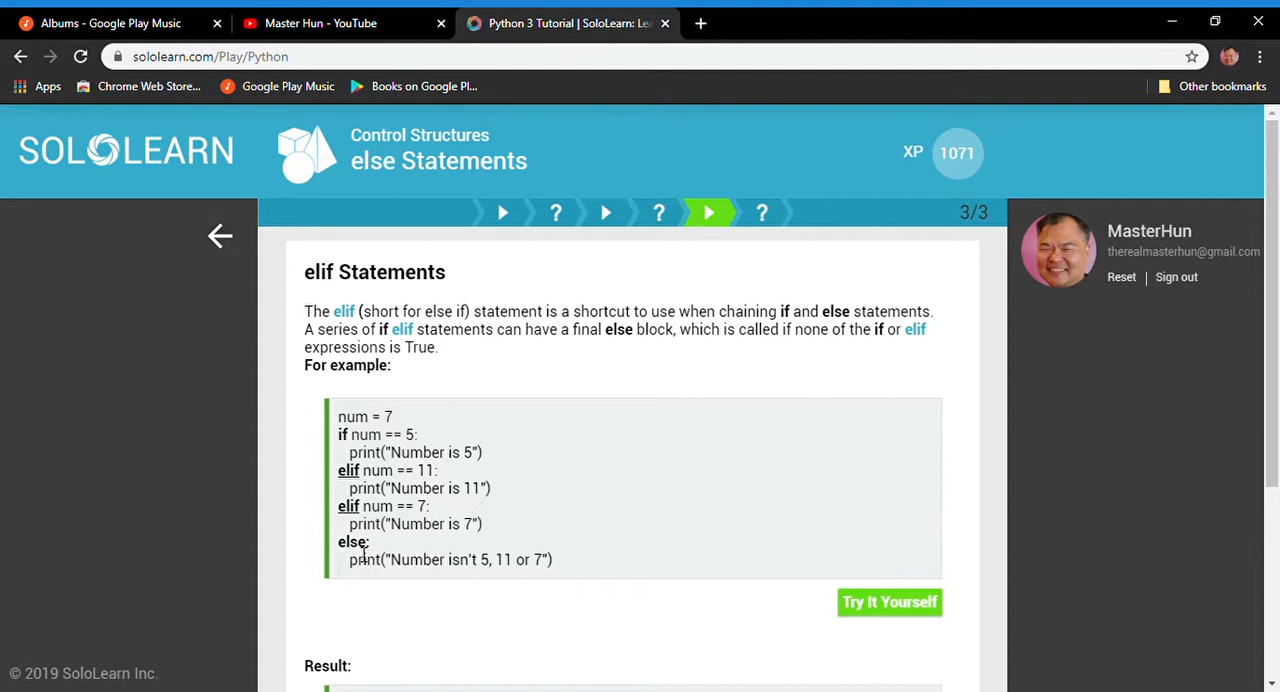 Albums - Google Play Music
Master Hun - YouTube
Python 3 Tutorial | SoloLearn: Lea
sololearn.com/Play/Python
Apps
Chrome Web Store...
Google Play Music
Books on Google Pl...
Other bookmarks
SOLOLEARN
Control Structures
else Statements
XP 1071
? ? ? 3/3
MasterHun
therealmasterhun@gmail.com
Reset | Sign out
elif Statements
The elif (short for else if) statement is a shortcut to use when chaining if and else statements.
A series of if elif statements can have a final else block, which is called if none of the if or elif
expressions is True.
For example:
num = 7
if num == 5:
print("Number is 5")
elif num == 11:
print("Number is 11")
elif num == 7:
print("Number is 7")
else:
print("Number isn't 5, 11 or 7")
Try It Yourself
Result:
© 2019 SoloLearn Inc.